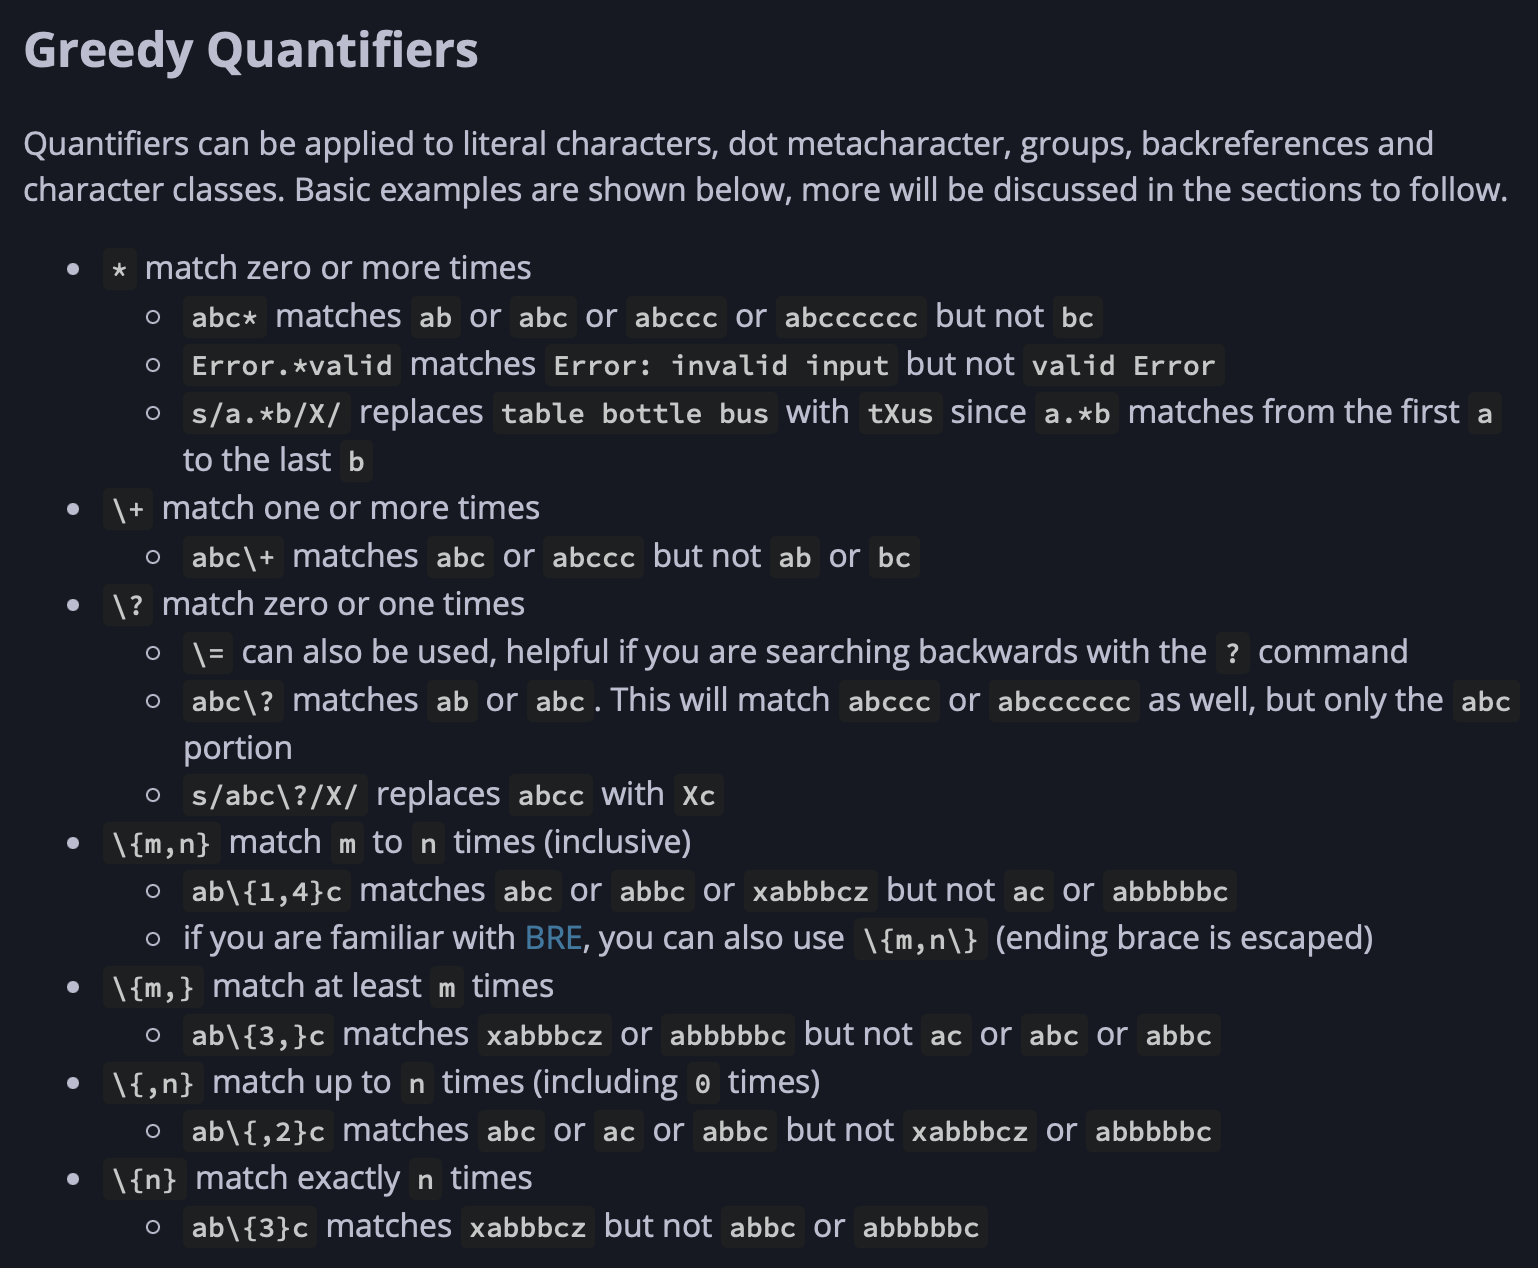 Greedy Quantifiers
Quantifiers can be applied to literal characters, dot metacharacter, groups, backreferences and
character classes. Basic examples are shown below, more will be discussed in the sections to follow.
* match zero or more times
abc* matches ab or abc or abccc or abcccccc but not bc
Error.*valid matches Error: invalid input but not valid Error
s/a.*b/X/ replaces table bottle bus with tXus since a.*b matches from the first a
to the last b
\+ match one or more times
abc\+ matches abc or abccc but not ab or bc
\? match zero or one times
\= can also be used, helpful if you are searching backwards with the ? command
abc\? matches ab or abc. This will match abccc or abcccccc as well, but only the abc
portion
s/abc\?/X/ replaces abcc with Xc
\{m,n} match m to n times (inclusive)
ab\{1,4}c matches abc or abbc or xabbbcz but not ac or abbbbbc
if you are familiar with BRE, you can also use \{m,n\} (ending brace is escaped)
\{m,} match at least m times
ab\{3,}c matches xabbbcz or abbbbbc but not ac or abc or abbc
\{,n} match up to n times (including 0 times)
ab\{,2}c matches abc or ac or abbc but not xabbbcz or abbbbbc
\{n} match exactly n times
ab\{3}c matches xabbbcz but not abbc or abbbbbc